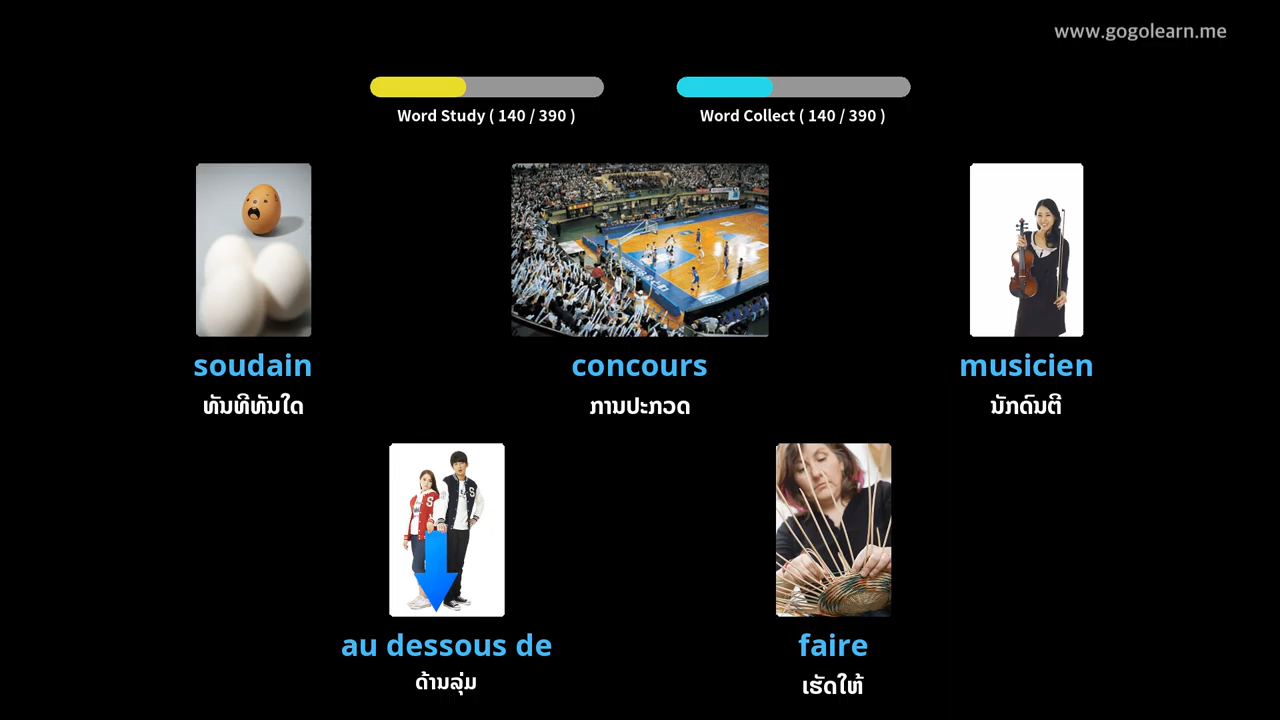 www.gogolearn.me
Word Study ( 140 / 390 )
Word Collect ( 140 / 390 )
soudain
ທັນທີທັນໃດ
concours
ການປະກວດ
musicien
ນັກດົນຕີ
au dessous de
ດ້ານລຸ່ມ
faire
ເຮັດໃຫ້